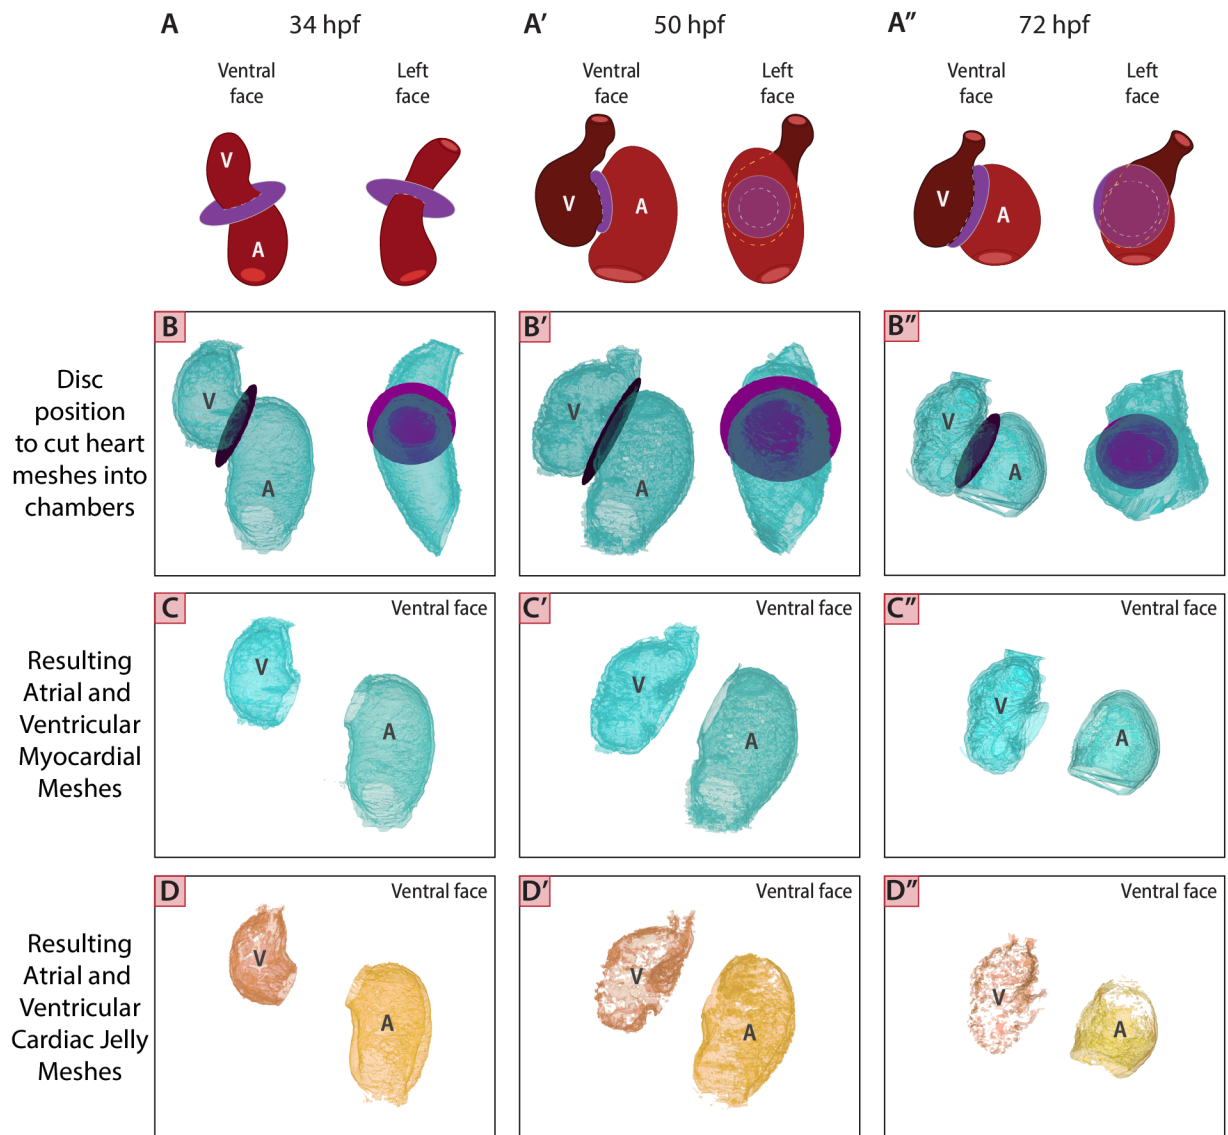 A 34 hpf A′ 50 hpf A″ 72 hpf
Ventral face Left face Ventral face Left face Ventral face Left face
V V V
A A A
Disc position to cut heart meshes into chambers
B B′ B″
V V V
A A A
Resulting Atrial and Ventricular Myocardial Meshes
C Ventral face C′ Ventral face C″ Ventral face
V V V
A A A
Resulting Atrial and Ventricular Cardiac Jelly Meshes
D Ventral face D′ Ventral face D″ Ventral face
V V V
A A A